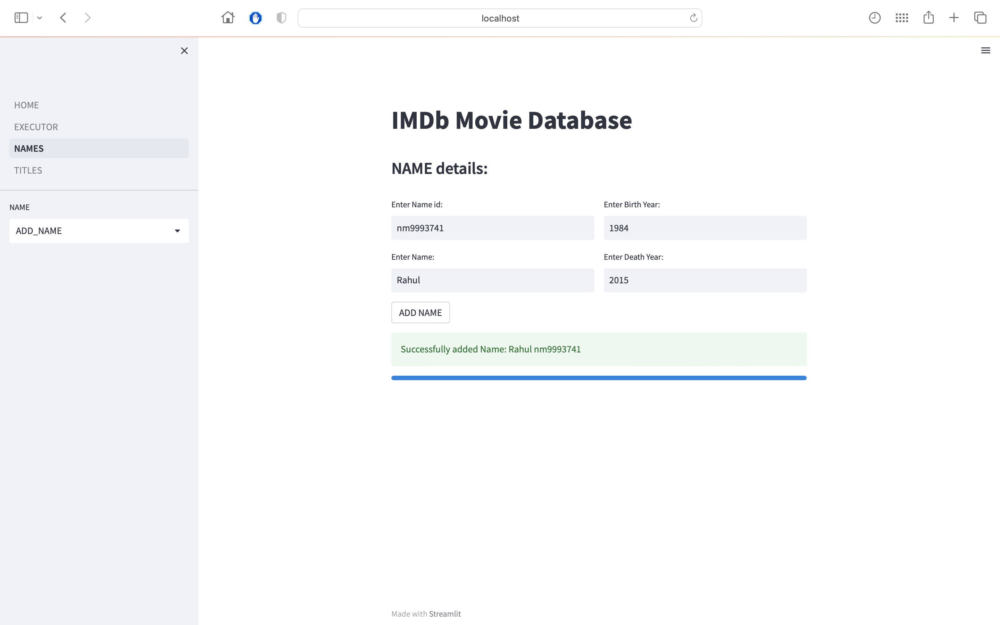 localhost
HOME
EXECUTOR
NAMES
TITLES
NAME
ADD_NAME
IMDb Movie Database
NAME details:
Enter Name id:
nm9993741
Enter Birth Year:
1984
Enter Name:
Rahul
Enter Death Year:
2015
ADD NAME
Successfully added Name: Rahul nm9993741
Made with Streamlit